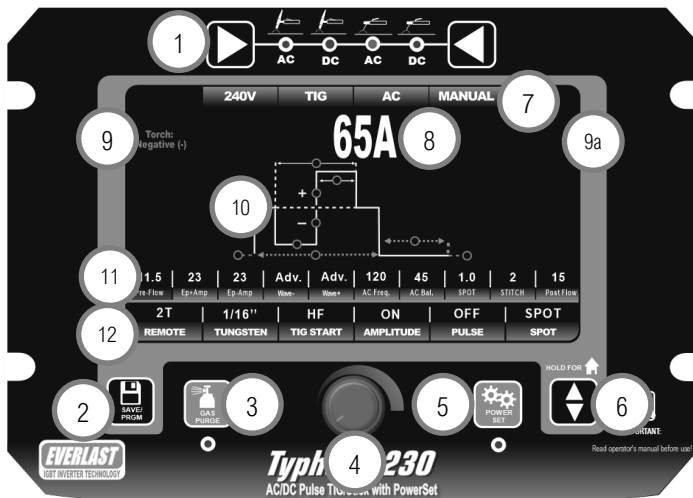 1
AC DC AC DC
240V TIG AC MANUAL
7
9
Torch:
Negative (-)
65A
8
9a
10
+
−
11
1.5 23 23 Adv. Adv. 120 45 1.0 2 15
re-Flow Ep+Amp Ep-Amp Wave- Wave+ AC Freq. AC Bal. SPOT STITCH Post Flow
12
2T 1/16’’ HF ON OFF SPOT
REMOTE TUNGSTEN TIG START AMPLITUDE PULSE SPOT
HOLD FOR
2
SAVE/
PRGM
GAS
PURGE
3
4
5
POWER
SET
6
PORTANT:
Read operator's manual before use!
EVERLAST
IGBT INVERTER TECHNOLOGY
Typh 230
AC/DC Pulse TIG/Stick with PowerSet